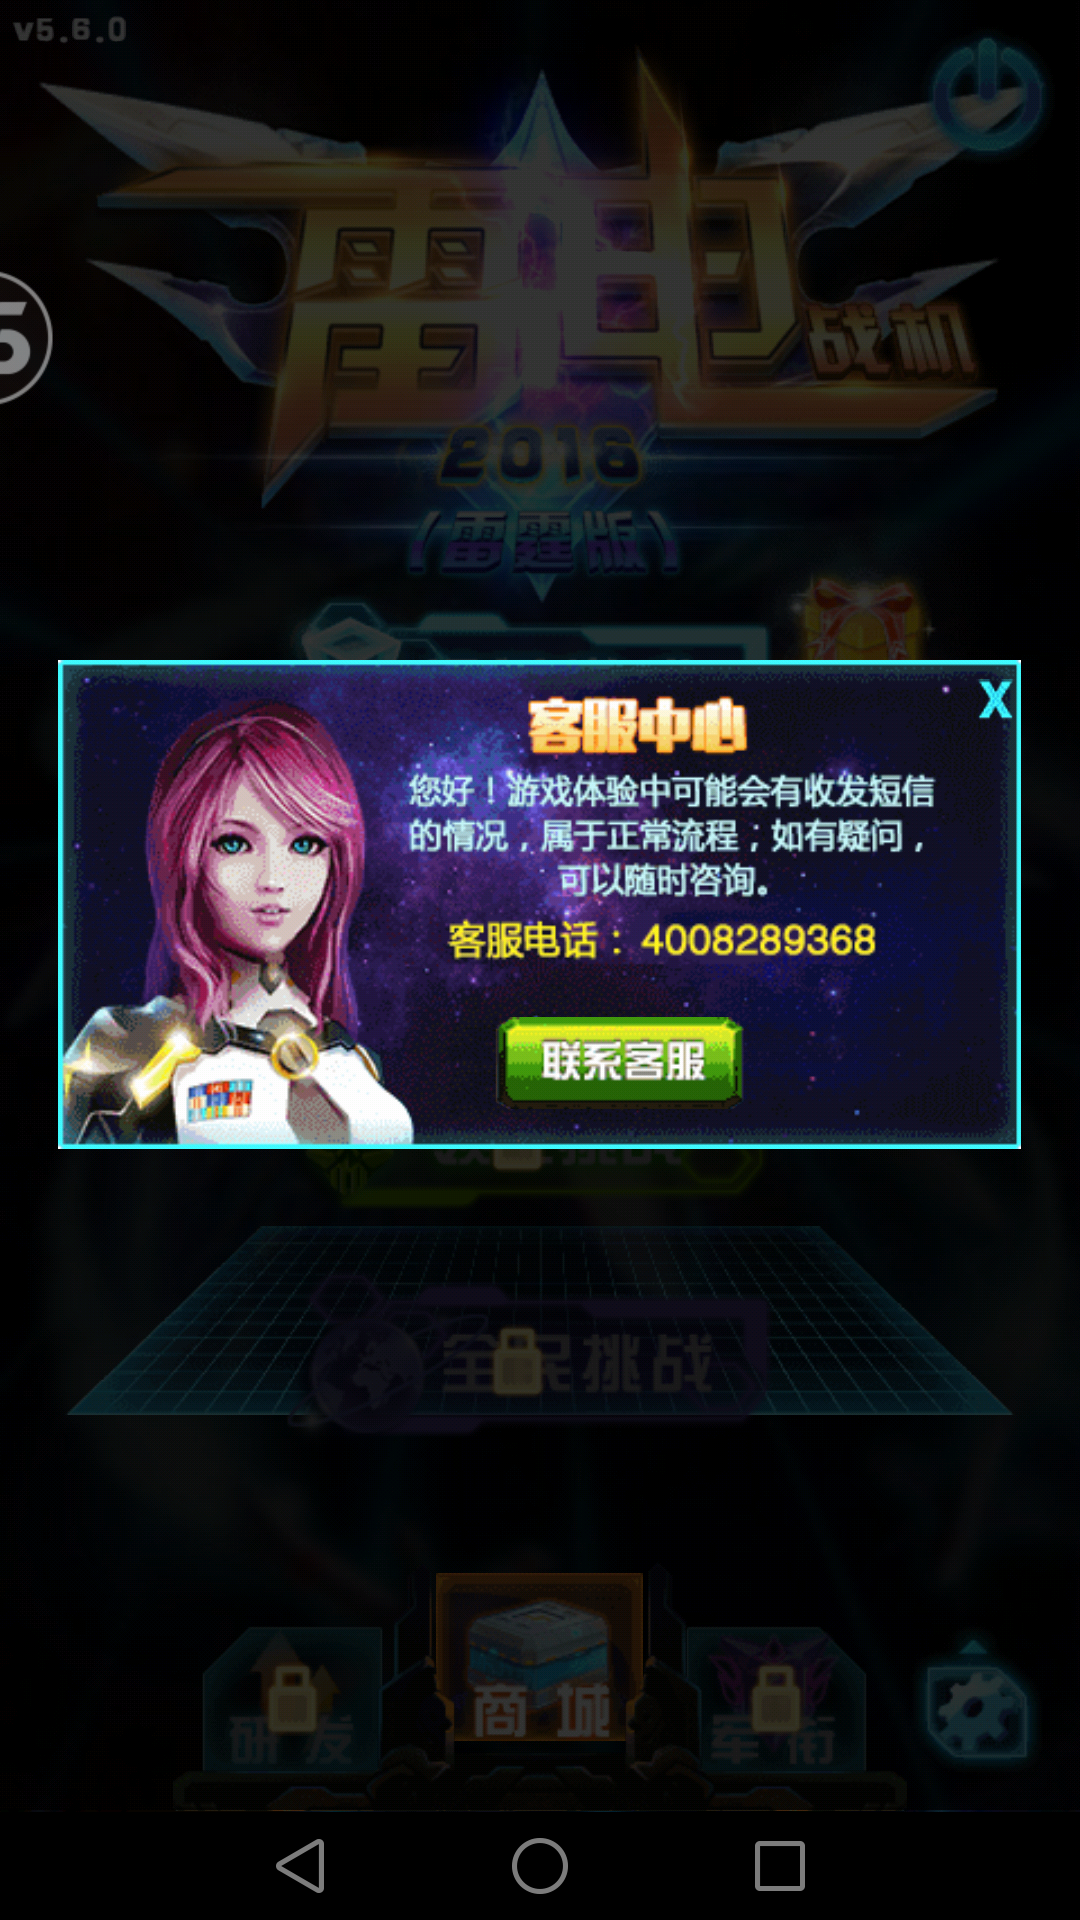 v5.6.0
雷电战机
2016
(雷霆版)
5
客服中心
X
您好！游戏体验中可能会有收发短信
的情况，属于正常流程；如有疑问，
可以随时咨询。
客服电话：4008289368
联系客服
全民挑战
商城
研发
军衔